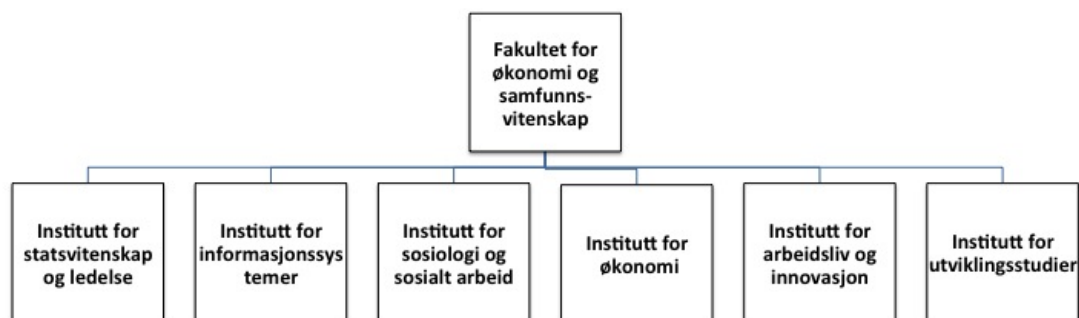 Fakultet for
økonomi og
samfunns-
vitenskap
Institutt for
statsvitenskap
og ledelse
Institutt for
informasjonssys
temer
Institutt for
sosiologi og
sosialt arbeid
Institutt for
økonomi
Institutt for
arbeidsliv og
innovasjon
Institutt for
utviklingsstudier